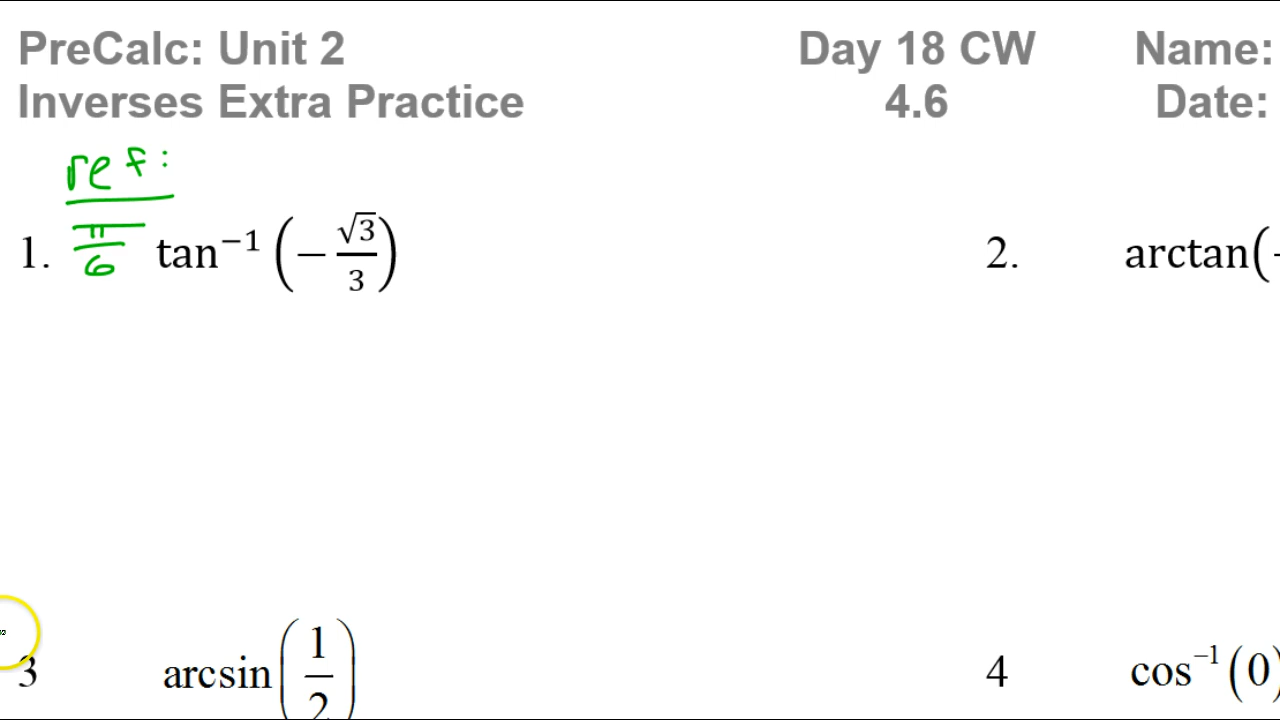 PreCalc: Unit 2 Day 18 CW Name:
Inverses Extra Practice 4.6 Date:
ref:
1. π/6 tan⁻¹(−√3/3) 2. arctan(-
3 arcsin(1/2) 4 cos⁻¹(0)